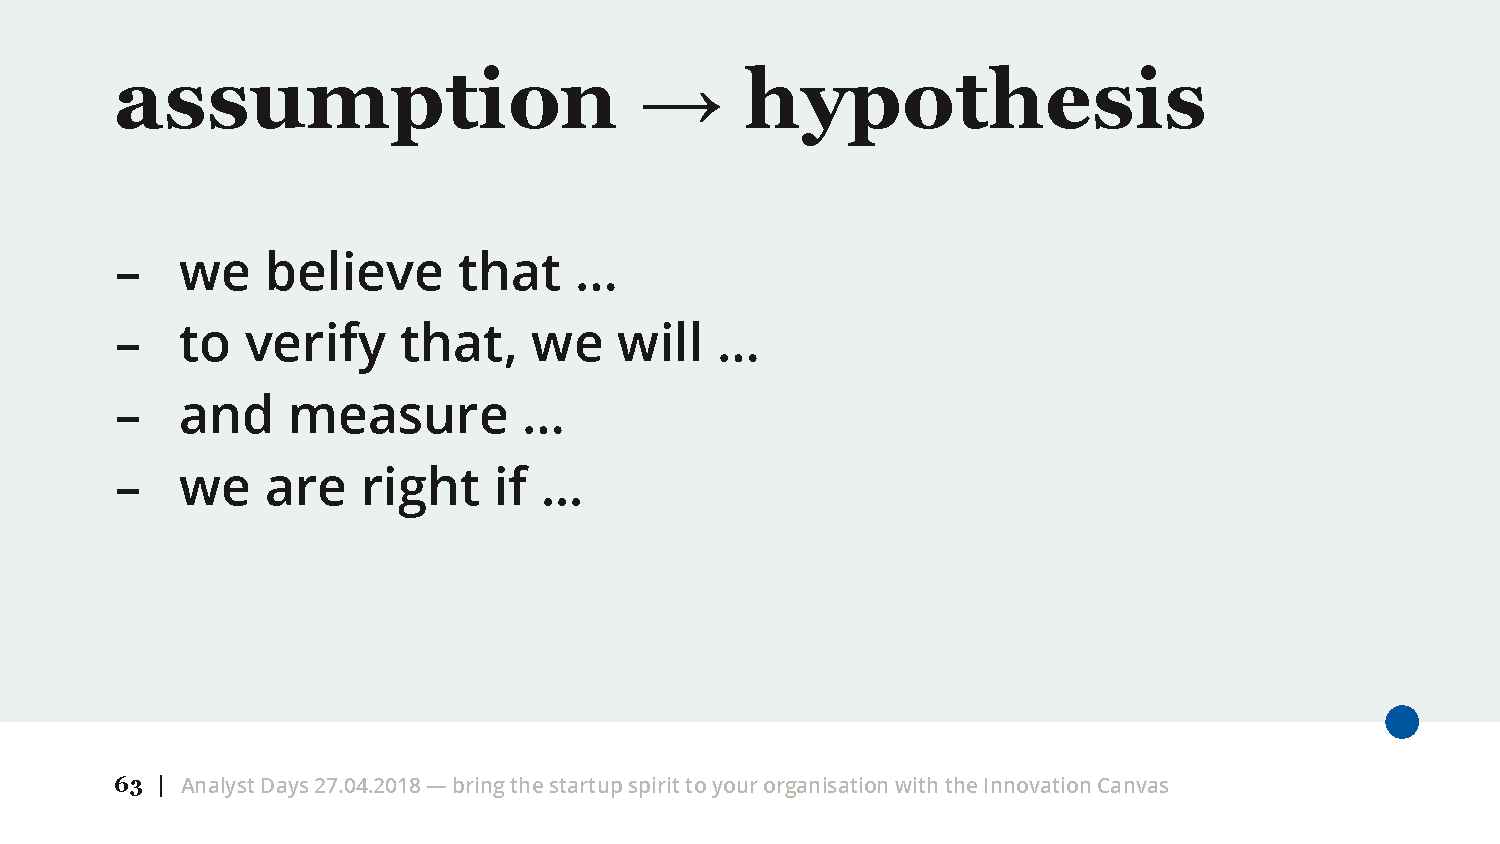 assumption → hypothesis
– we believe that ...
– to verify that, we will ...
– and measure ...
– we are right if ...
63 | Analyst Days 27.04.2018 — bring the startup spirit to your organisation with the Innovation Canvas